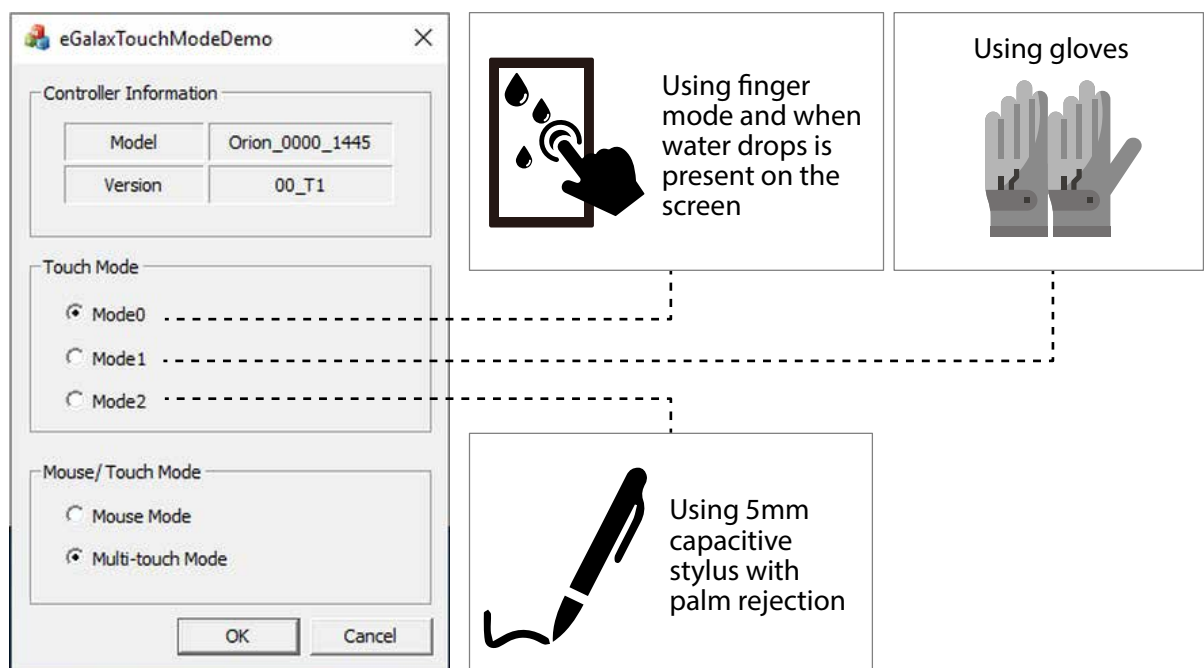 eGalaxTouchModeDemo
Controller Information
Model
Orion_0000_1445
Version
00_T1
Touch Mode
Mode0
Mode1
Mode2
Mouse/ Touch Mode
Mouse Mode
Multi-touch Mode
OK
Cancel
Using finger
mode and when
water drops is
present on the
screen
Using gloves
Using 5mm
capacitive
stylus with
palm rejection